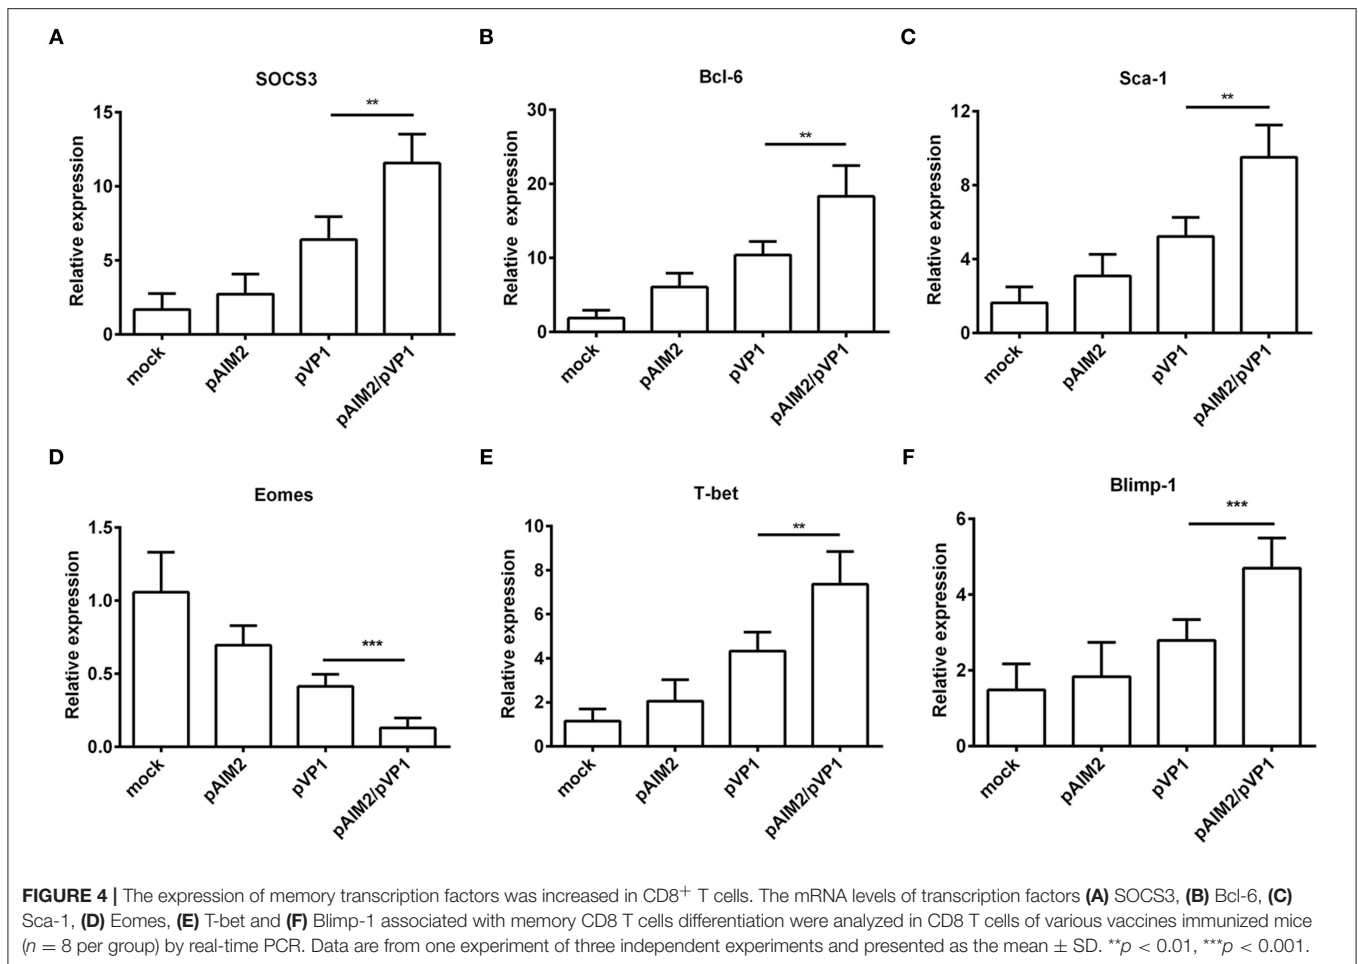 A
SOCS3
Relative expression
15
10
5
0
**
mock
pAIM2
pVP1
pAIM2/pVP1
B
Bcl-6
Relative expression
30
20
10
0
**
mock
pAIM2
pVP1
pAIM2/pVP1
C
Sca-1
Relative expression
12
8
4
0
**
mock
pAIM2
pVP1
pAIM2/pVP1
D
Eomes
Relative expression
1.5
1.0
0.5
0.0
***
mock
pAIM2
pVP1
pAIM2/pVP1
E
T-bet
Relative expression
10
8
6
4
2
0
**
mock
pAIM2
pVP1
pAIM2/pVP1
F
Blimp-1
Relative expression
6
4
2
0
***
mock
pAIM2
pVP1
pAIM2/pVP1
FIGURE 4 | The expression of memory transcription factors was increased in CD8+ T cells. The mRNA levels of transcription factors (A) SOCS3, (B) Bcl-6, (C)
Sca-1, (D) Eomes, (E) T-bet and (F) Blimp-1 associated with memory CD8 T cells differentiation were analyzed in CD8 T cells of various vaccines immunized mice
(n = 8 per group) by real-time PCR. Data are from one experiment of three independent experiments and presented as the mean ± SD. **p < 0.01, ***p < 0.001.